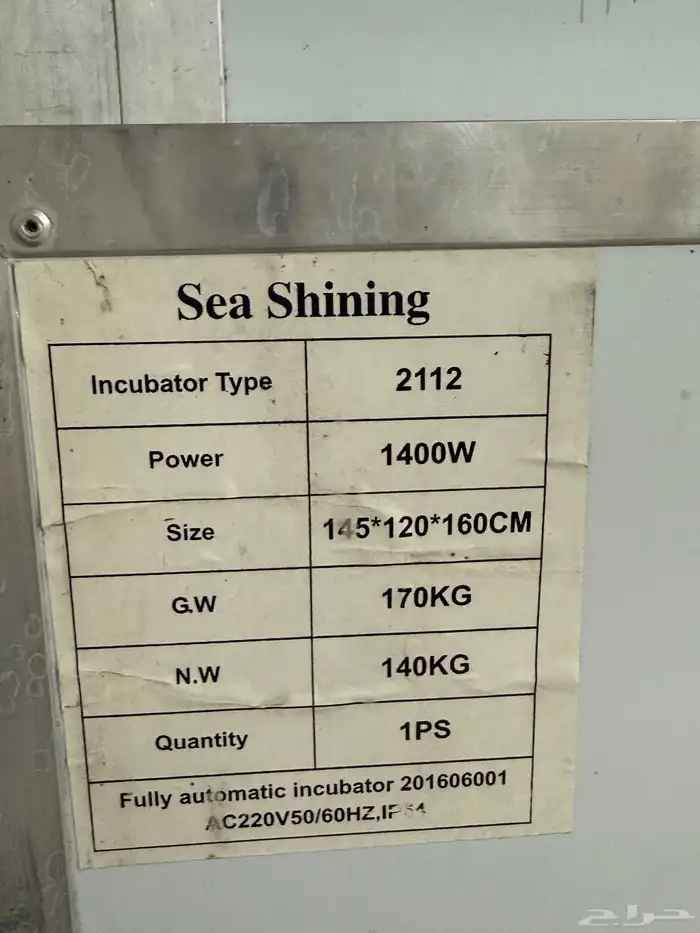 Sea Shining
Incubator Type 2112
Power 1400W
Size 145*120*160CM
G.W 170KG
N.W 140KG
Quantity 1PS
Fully automatic incubator 201606001
AC220V50/60HZ,IP54
حراج